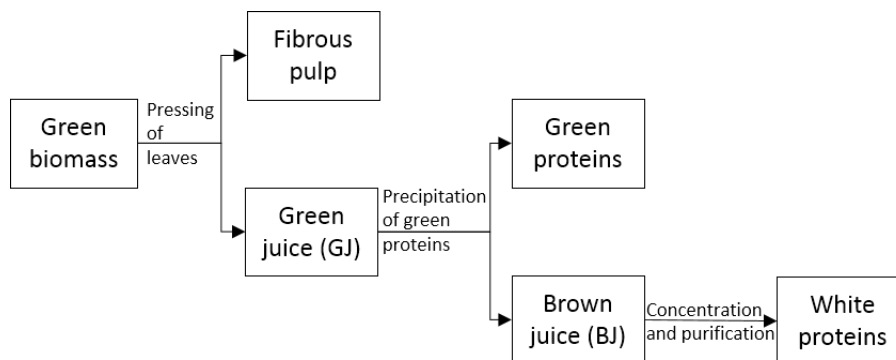 Fibrous
pulp
Green
biomass
Pressing
of
leaves
Green
proteins
Green
juice (GJ)
Precipitation
of green
proteins
Brown
juice (BJ)
Concentration
and purification
White
proteins